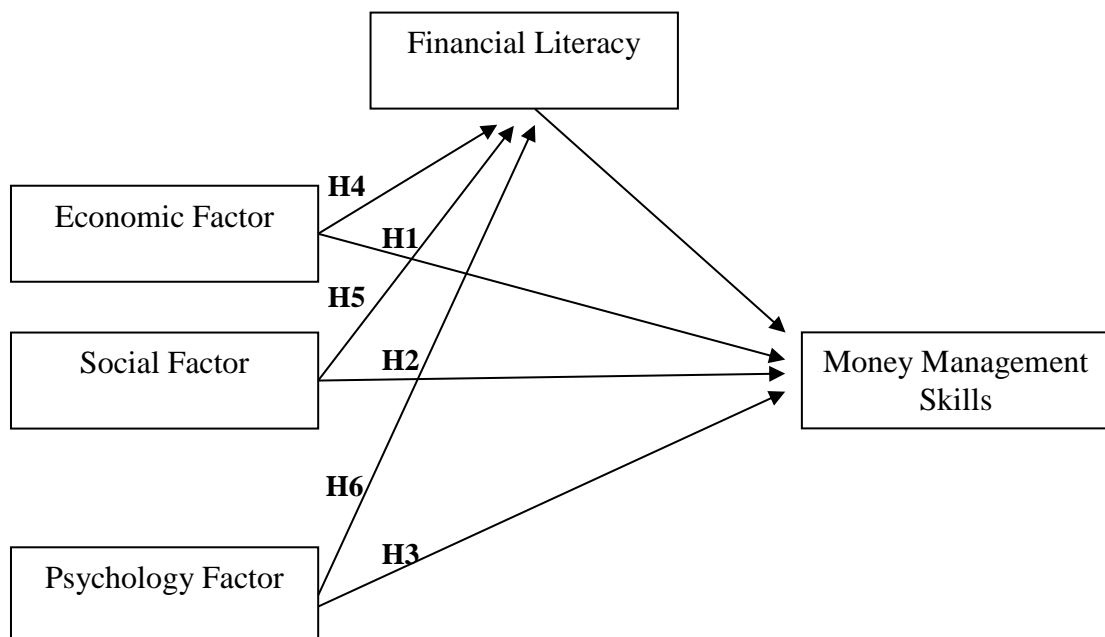 Financial Literacy
H4
Economic Factor
H1
H5
Social Factor
H2
Money Management
Skills
H6
H3
Psychology Factor